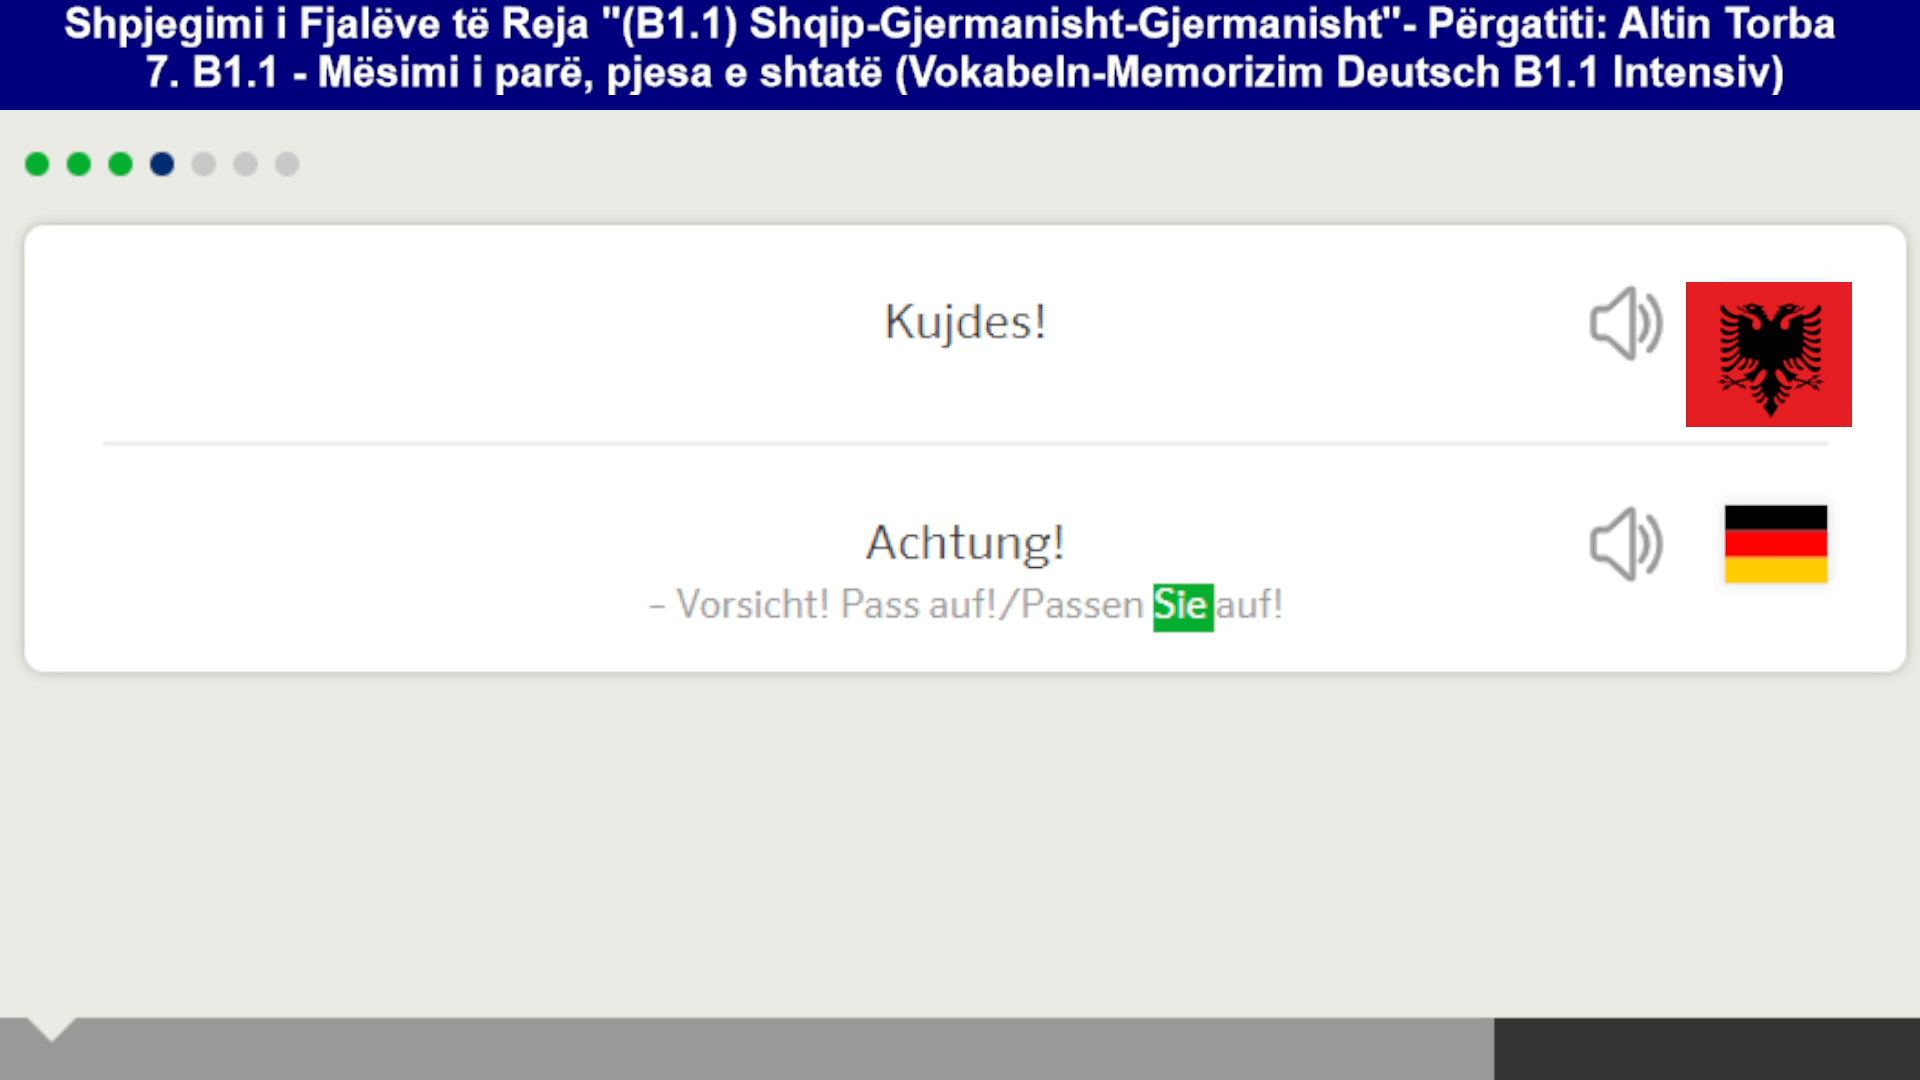 Shpjegimi i Fjalëve të Reja "(B1.1) Shqip-Gjermanisht-Gjermanisht"- Përgatiti: Altin Torba
7. B1.1 - Mësimi i parë, pjesa e shtatë (Vokabeln-Memorizim Deutsch B1.1 Intensiv)
Kujdes!
Achtung!
– Vorsicht! Pass auf!/Passen Sie auf!